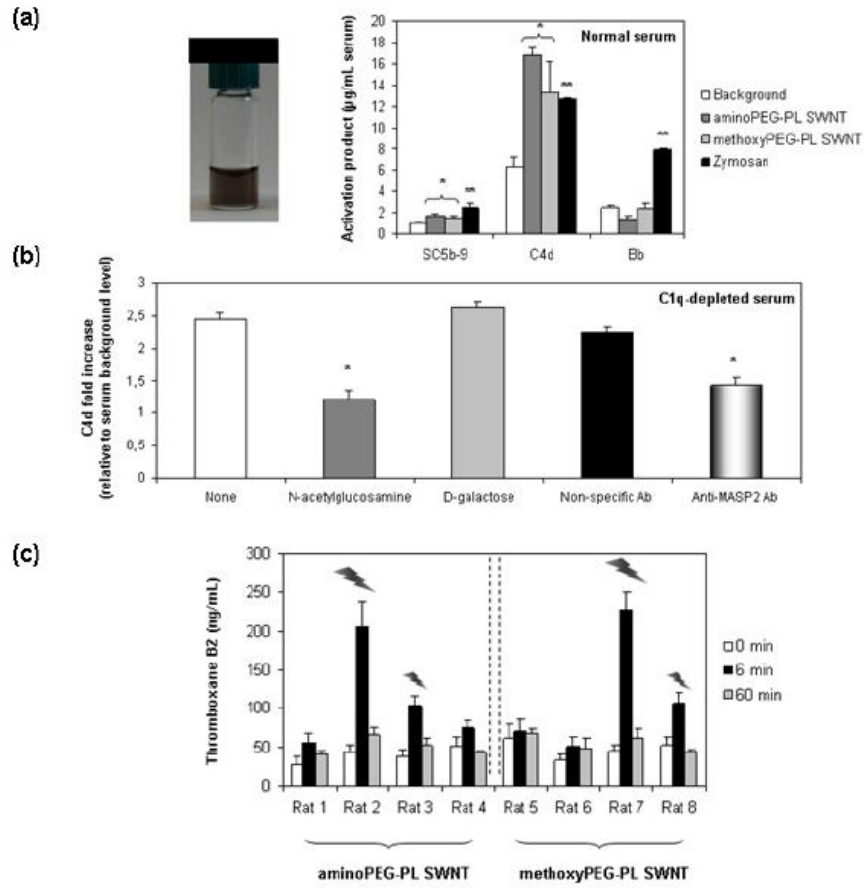 (a)
Normal serum
Activation product (µg/mL serum)
20
18
16
14
12
10
8
6
4
2
0
*
**
*
**
**
SC5b-9
C4d
Bb
Background
aminoPEG-PL SWNT
methoxyPEG-PL SWNT
Zymosan
(b)
C1q-depleted serum
C4d fold increase
(relative to serum background level)
3
2,5
2
1,5
1
0,5
0
*
*
None
N-acetylglucosamine
D-galactose
Non-specific Ab
Anti-MASP2 Ab
(c)
Thromboxane B2 (ng/mL)
300
250
200
150
100
50
0
0 min
6 min
60 min
Rat 1
Rat 2
Rat 3
Rat 4
Rat 5
Rat 6
Rat 7
Rat 8
aminoPEG-PL SWNT
methoxyPEG-PL SWNT